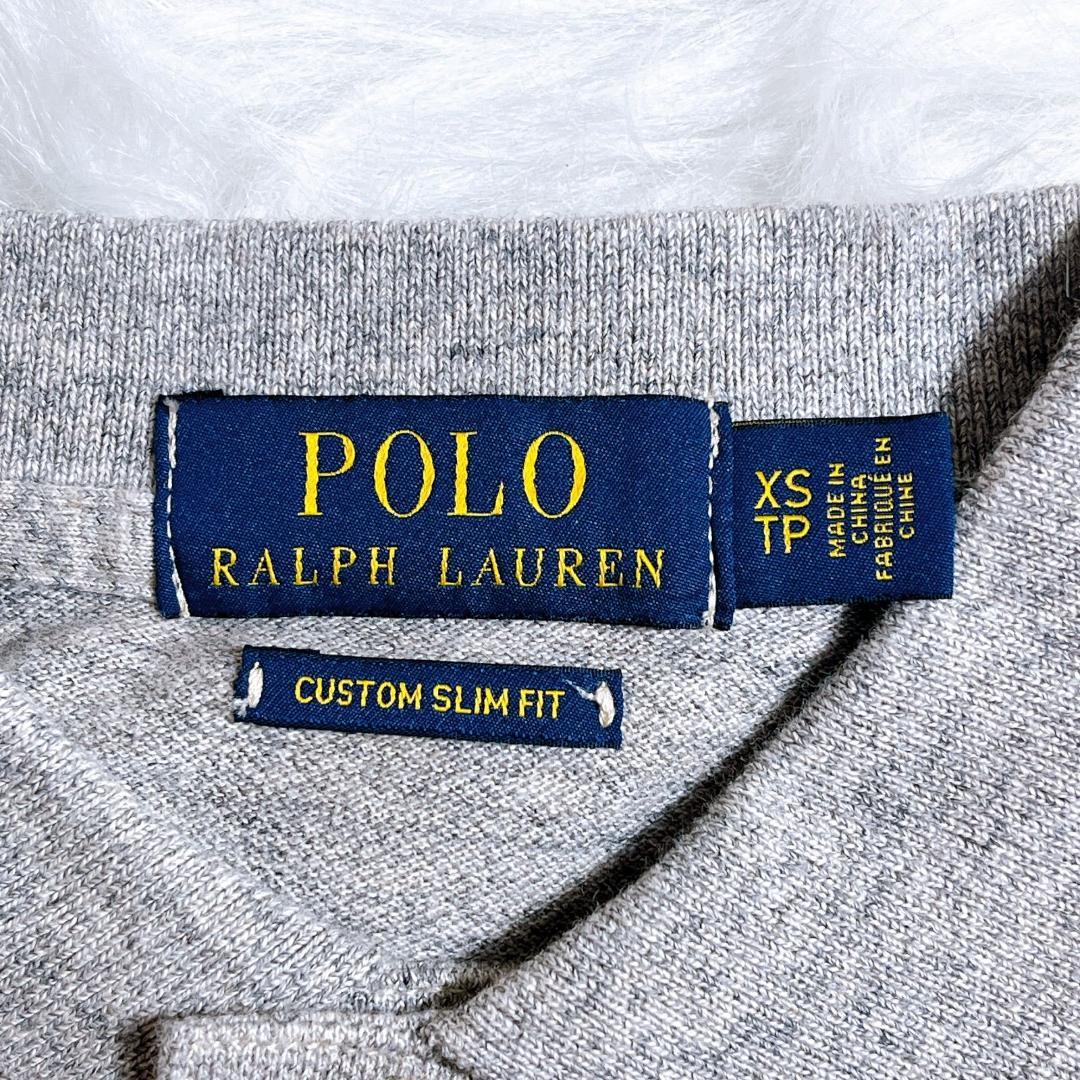 POLO
RALPH LAUREN
XS
TP
MADE IN
CHINA
FABRIQUÉ EN
CHINE
CUSTOM SLIM FIT